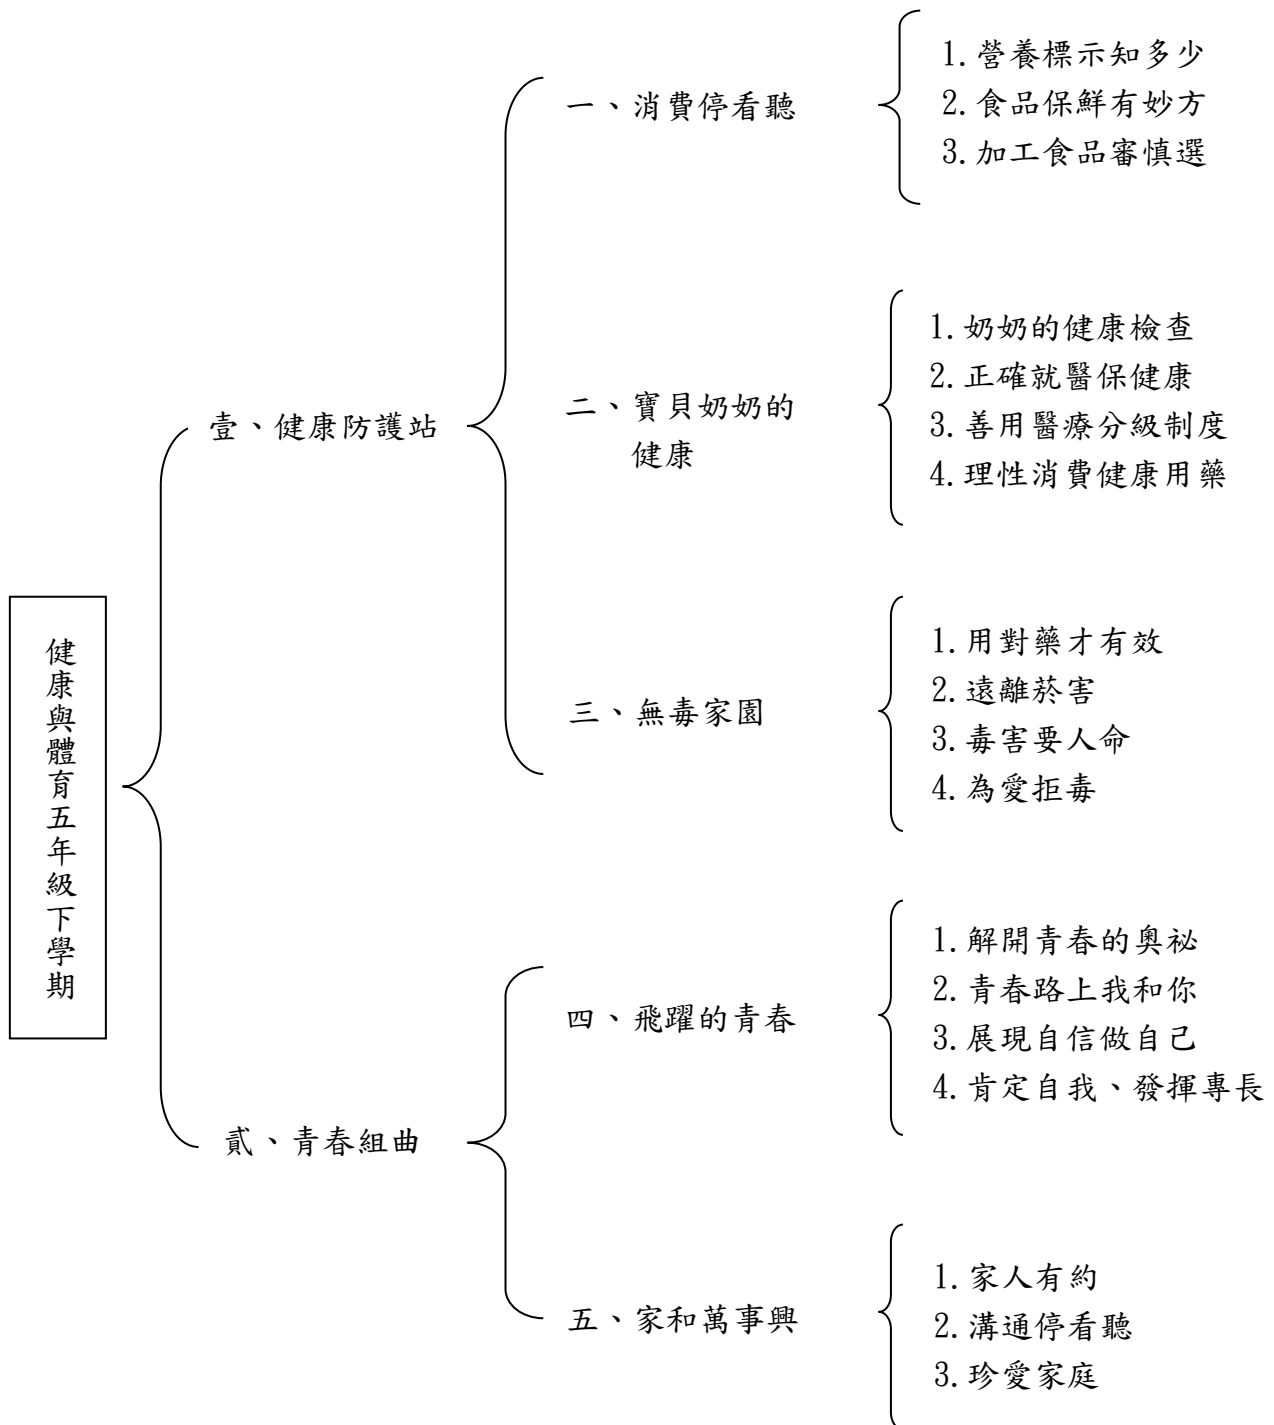 健康與體育五年級下學期
壹、健康防護站
一、消費停看聽
1.營養標示知多少
2.食品保鮮有妙方
3.加工食品審慎選
二、寶貝奶奶的
健康
1.奶奶的健康檢查
2.正確就醫保健康
3.善用醫療分級制度
4.理性消費健康用藥
三、無毒家園
1.用對藥才有效
2.遠離菸害
3.毒害要人命
4.為愛拒毒
貳、青春組曲
四、飛躍的青春
1.解開青春的奧祕
2.青春路上我和你
3.展現自信做自己
4.肯定自我、發揮專長
五、家和萬事興
1.家人有約
2.溝通停看聽
3.珍愛家庭